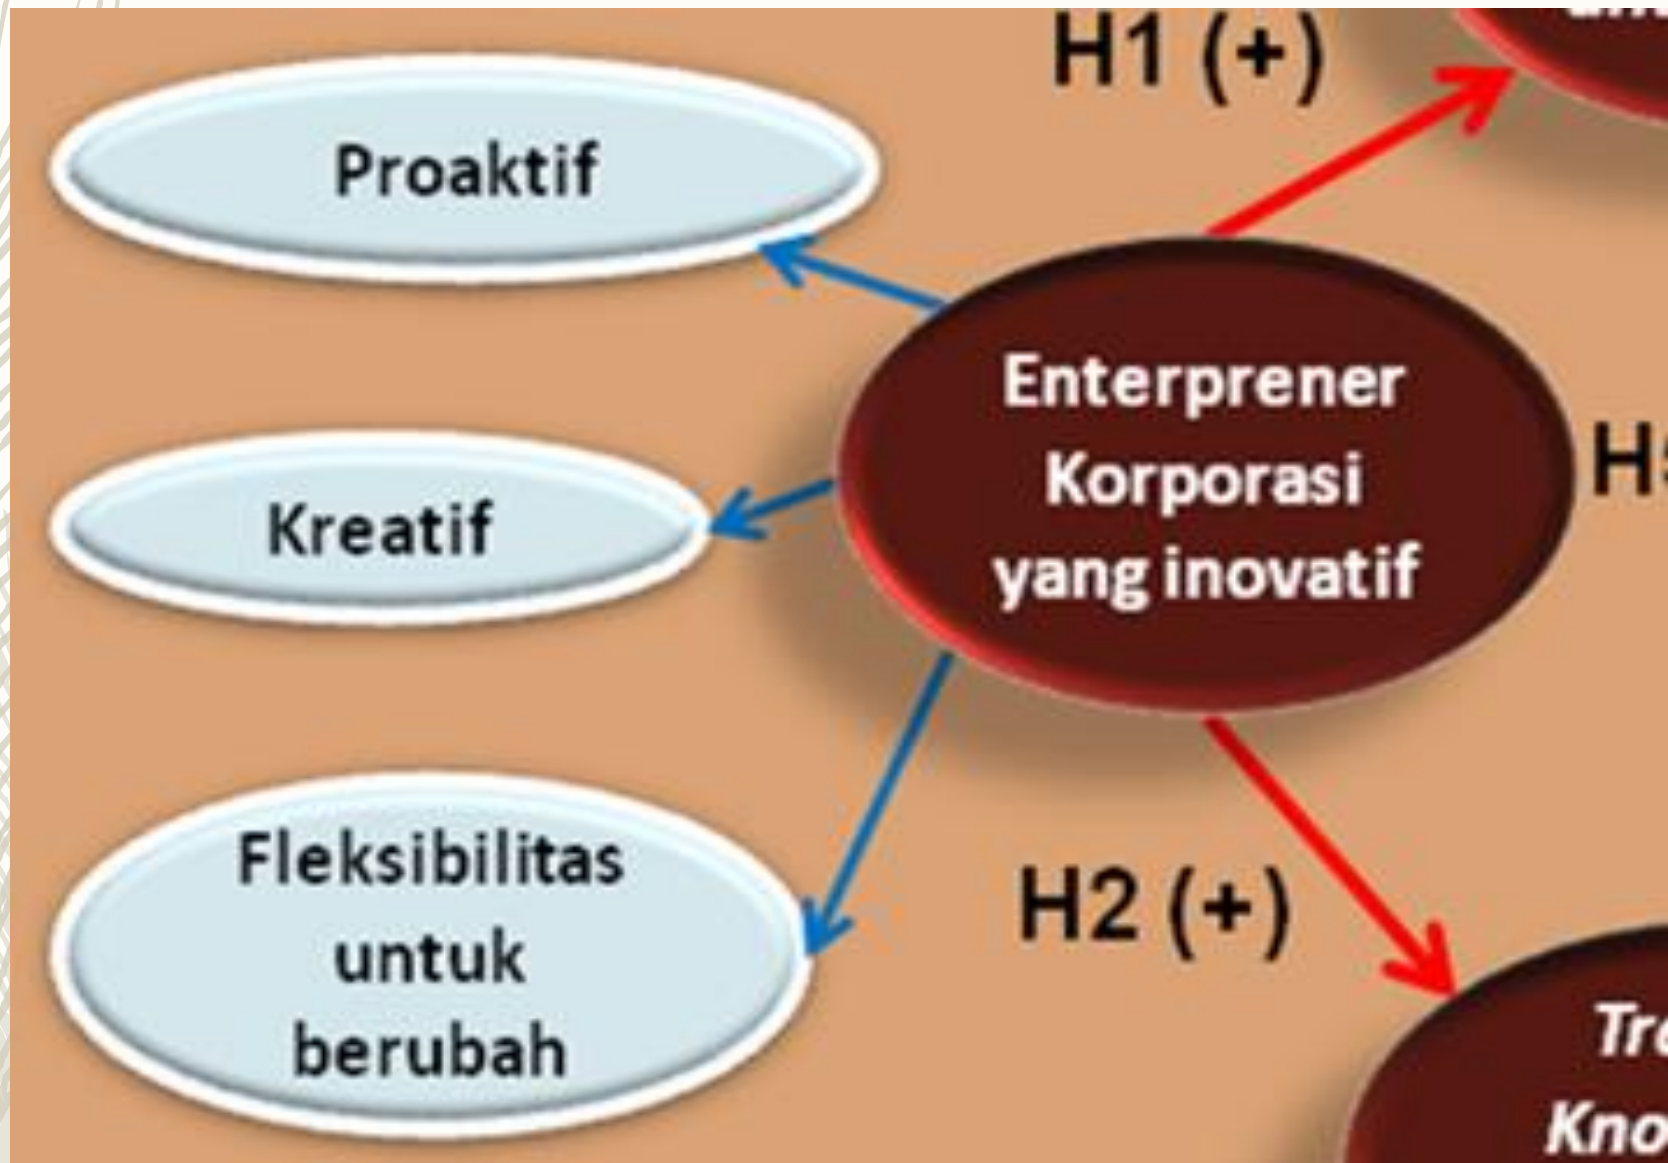 H1 (+)
Proaktif
Enterprener
Korporasi
yang inovatif
Kreatif
Fleksibilitas
untuk
berubah
H2 (+)